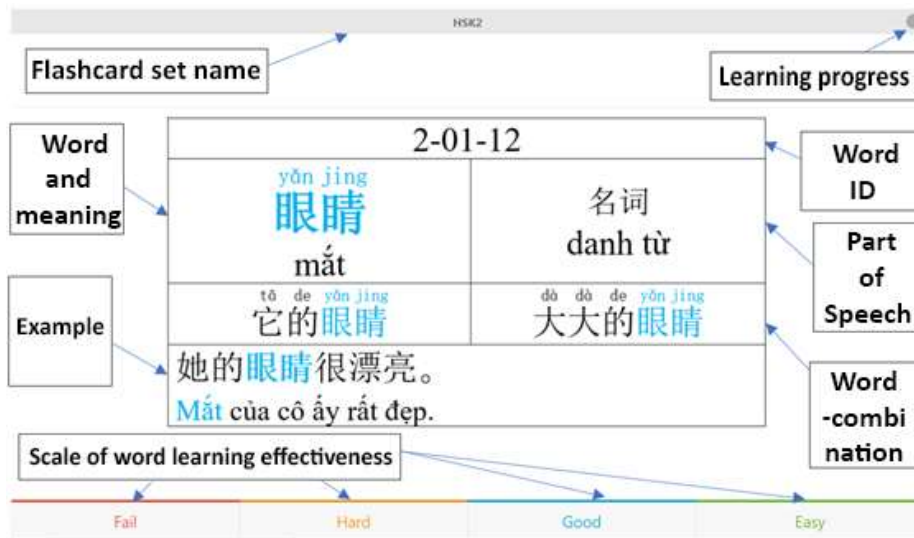 HSK2
Flashcard set name
Learning progress
Word
and
meaning
2-01-12
Word
ID
yǎn jing
眼睛
mắt
名词
danh từ
Part
of
Speech
Example
tā de yǎn jing
它的眼睛
dà dà de yǎn jing
大大的眼睛
她的眼睛很漂亮。
Mắt của cô ấy rất đẹp.
Word
-combi
nation
Scale of word learning effectiveness
Fail
Hard
Good
Easy